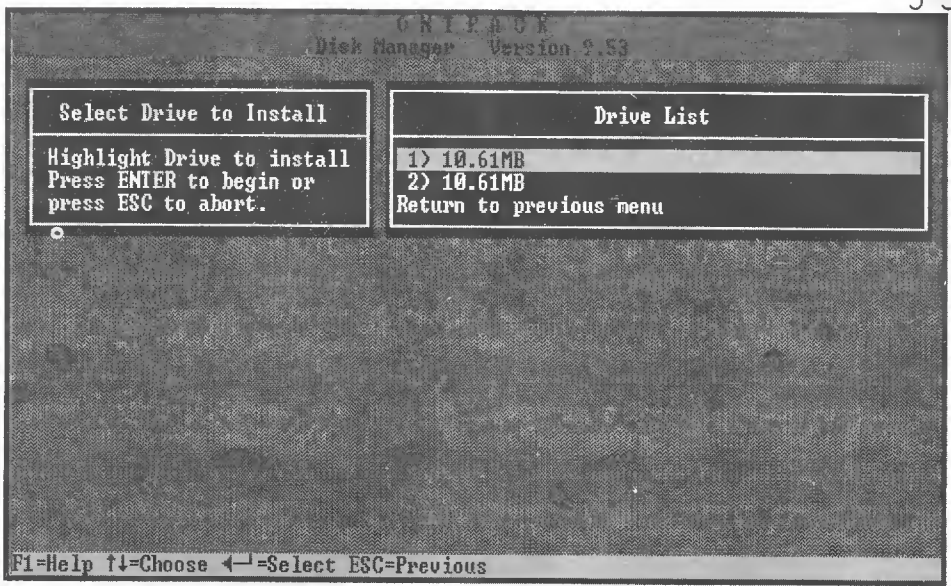 Disk Manager Version
Select Drive to Install
Highlight Drive to install
Press ENTER to begin or
press ESC to abort.
Drive List
1) 10.61MB
2) 10.61MB
Return to previous menu
F1=Help ↑↓=Choose ←┘=Select ESC=Previous